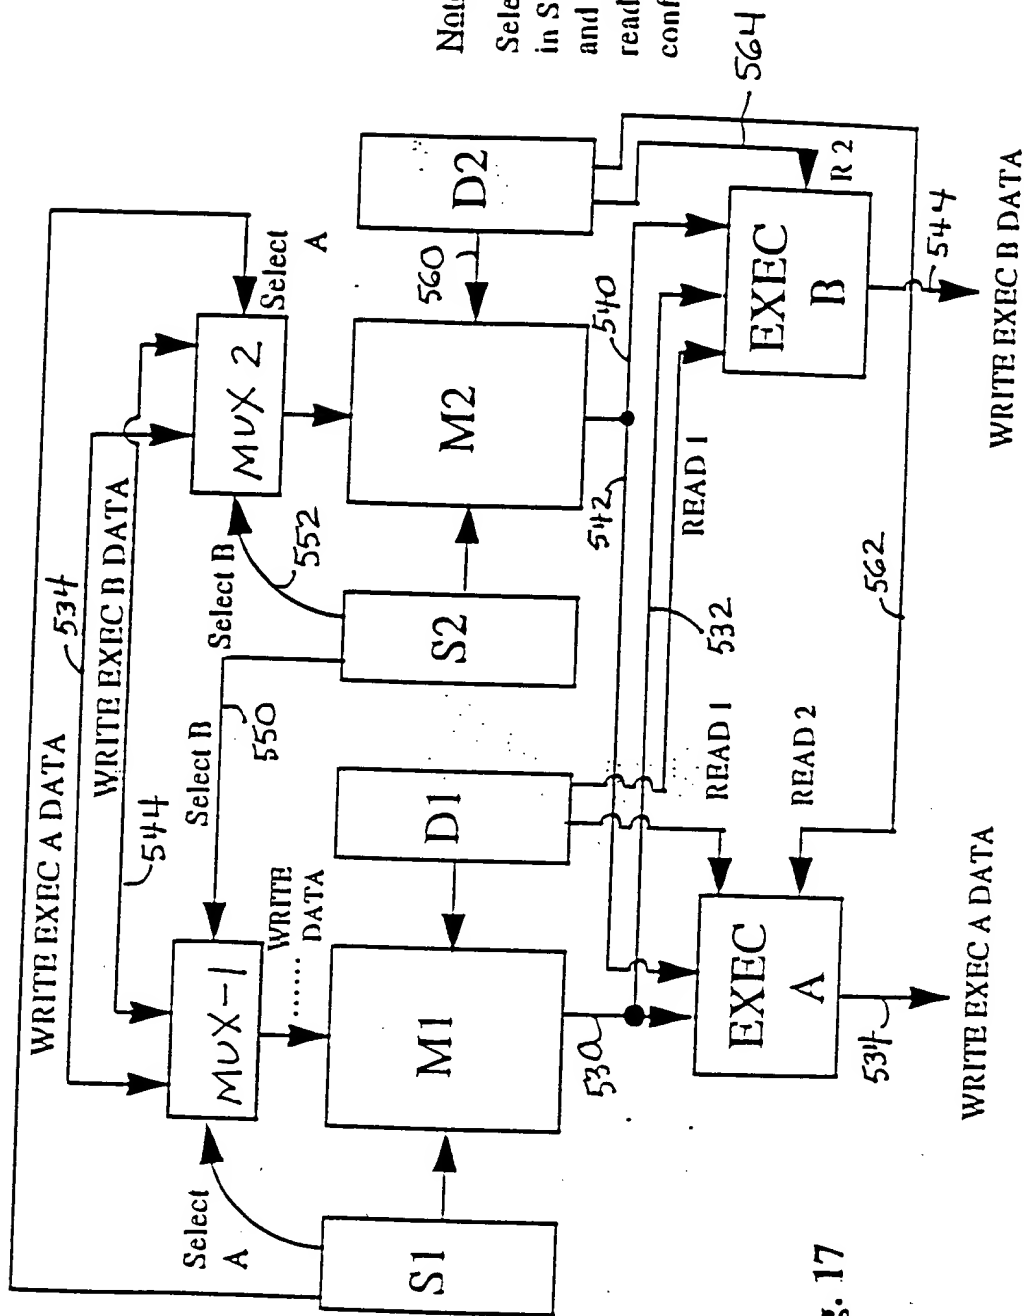 Note
Sele
in S
and
read
conf
564
WRITE EXEC A DATA
534
WRITE EXEC B DATA
544
Select B
550
Select B
552
Select
A
Select
A
MUX-1
MUX 2
WRITE
DATA
S1
M1
D1
S2
M2
560
D2
530
542
540
532
READ 1
READ 1
READ 2
R 2
562
EXEC
A
EXEC
B
534
544
WRITE EXEC A DATA
WRITE EXEC B DATA
g. 17